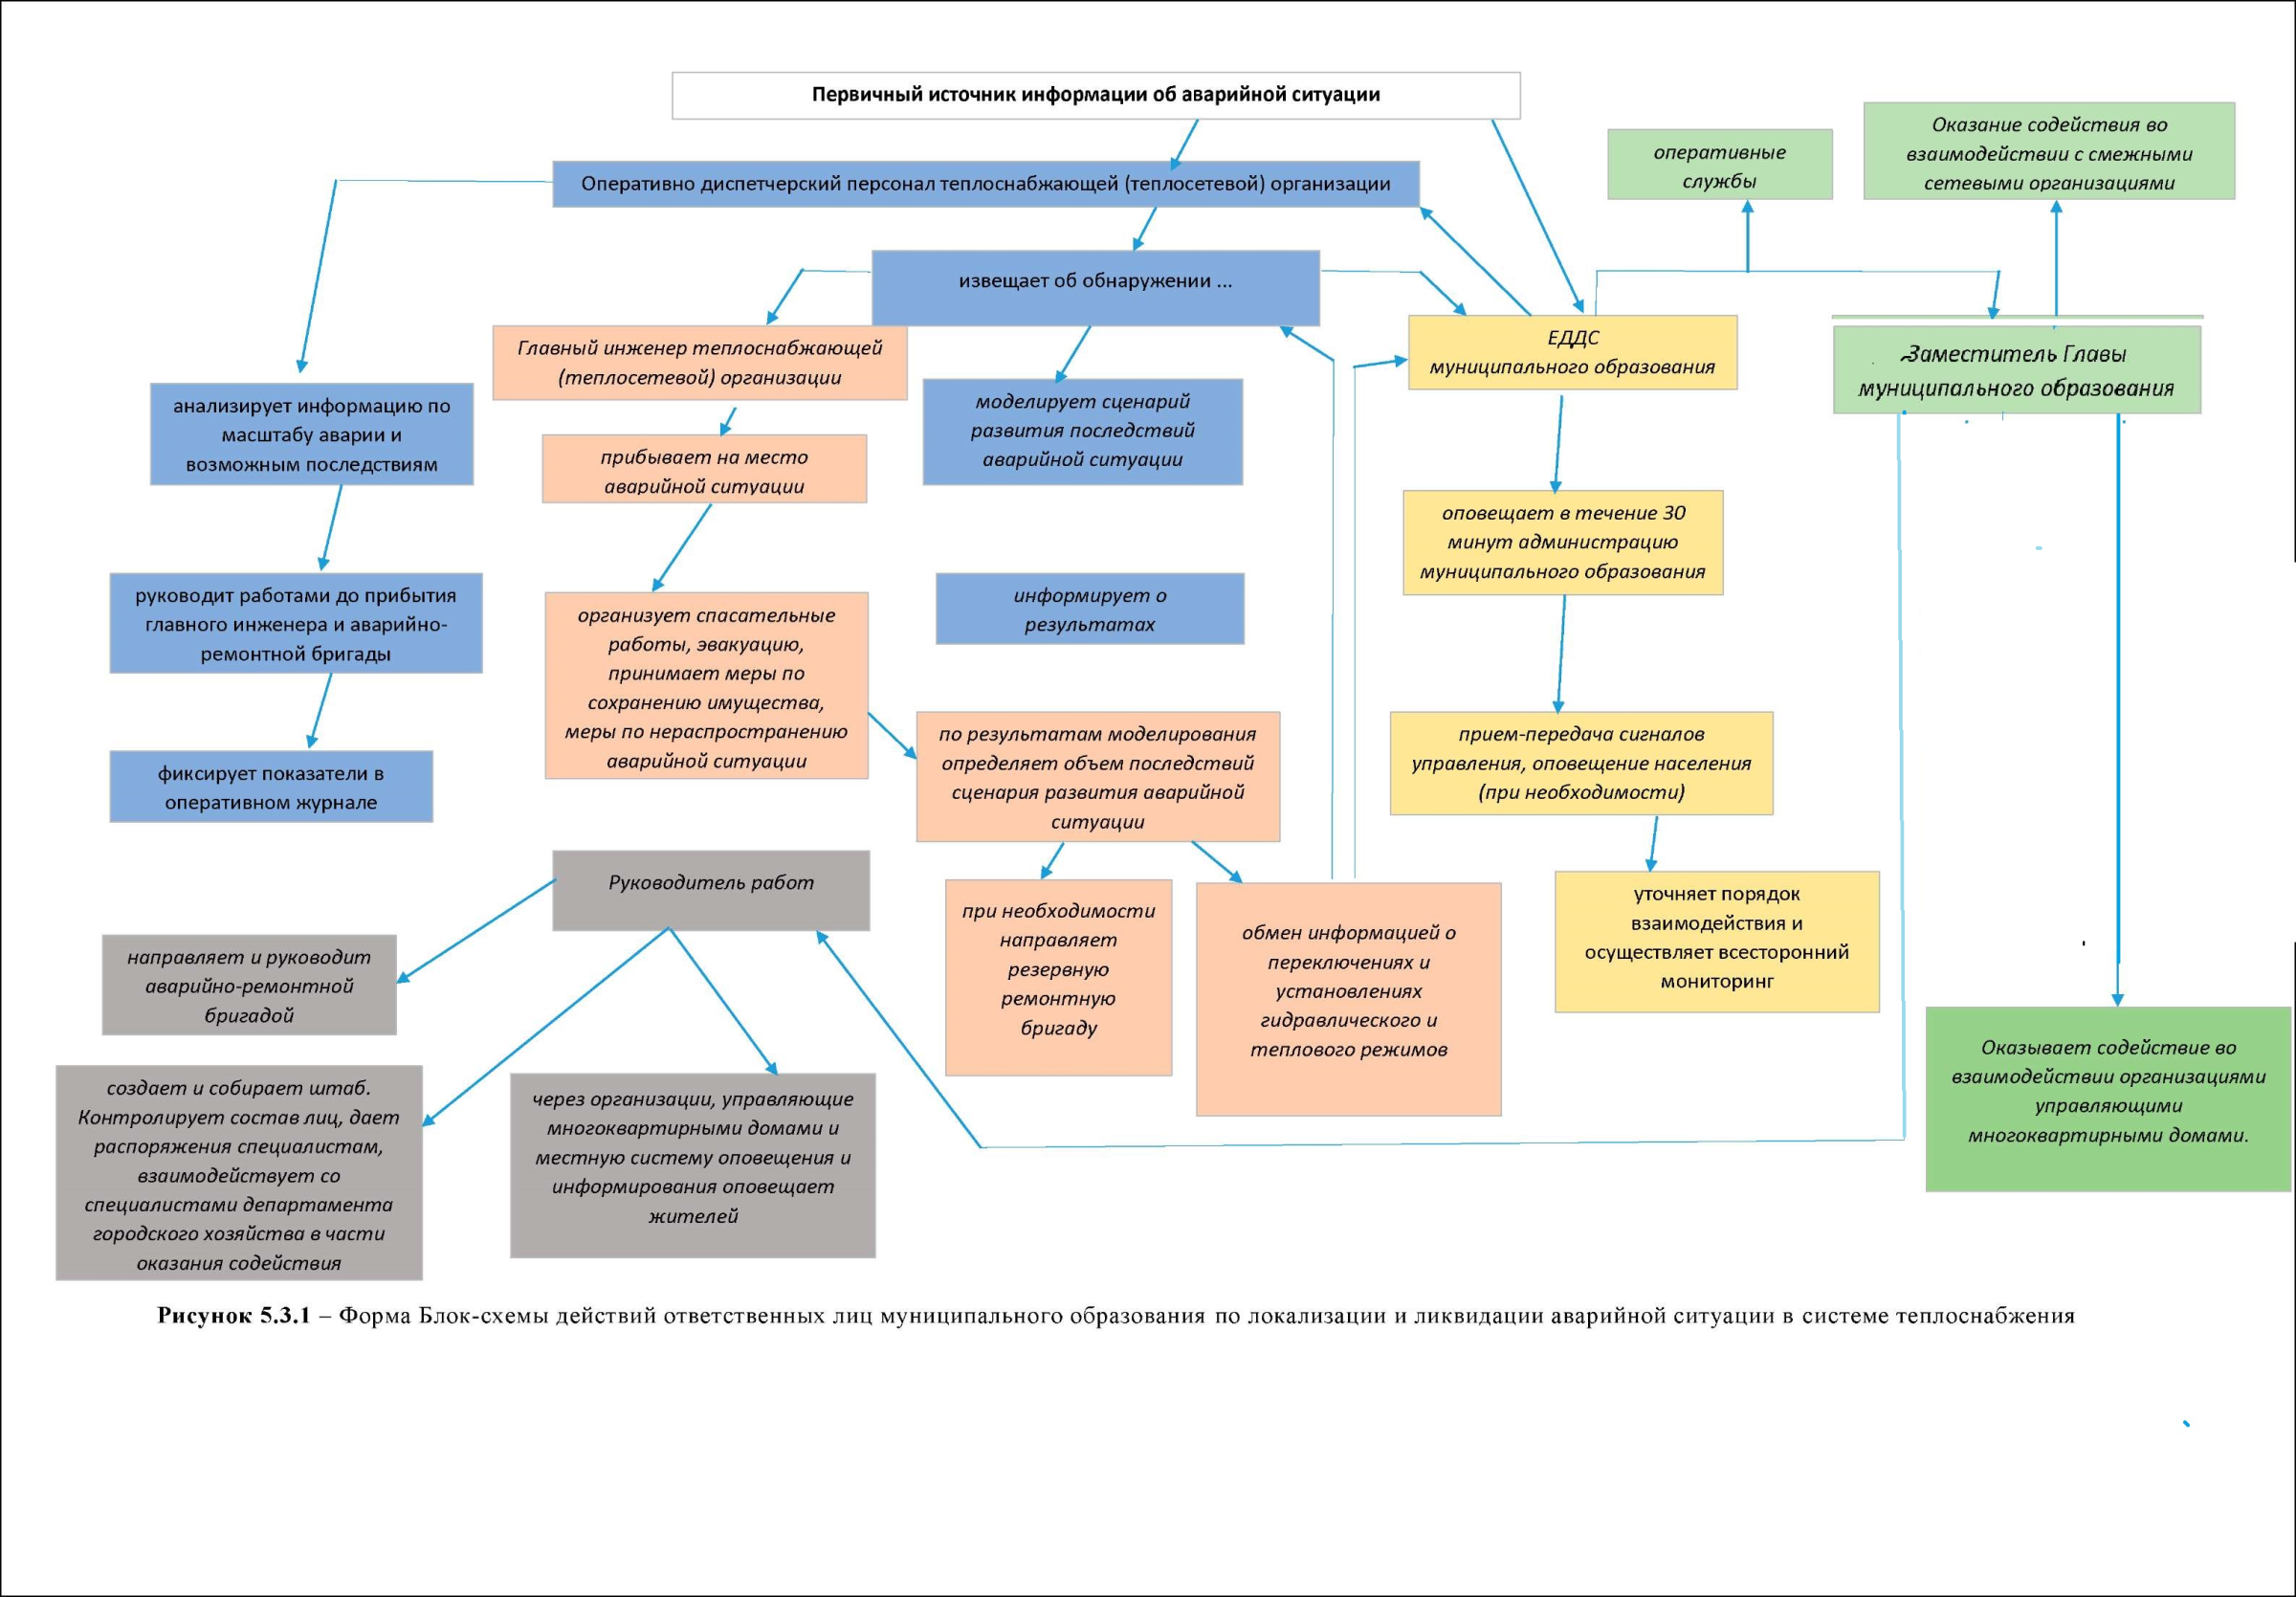 Первичный источник информации об аварийной ситуации
оперативные
службы
Оказание содействия во
взаимодействии с смежными
сетевыми организациями
Оперативно диспетчерский персонал теплоснабжающей (теплосетевой) организации
извещает об обнаружении ...
Главный инженер теплоснабжающей
(теплосетевой) организации
ЕДДС
муниципального образования
Заместитель Главы
муниципального образования
анализирует информацию по
масштабу аварии и
возможным последствиям
прибывает на место
аварийной ситуации
моделирует сценарий
развития последствий
аварийной ситуации
оповещает в течение 30
минут администрацию
муниципального образования
руководит работами до прибытия
главного инженера и аварийно-
ремонтной бригады
организует спасательные
работы, эвакуацию,
принимает меры по
сохранению имущества,
меры по нераспространению
аварийной ситуации
информирует о
результатах
по результатам моделирования
определяет объем последствий
сценария развития аварийной
ситуации
прием-передача сигналов
управления, оповещение населения
(при необходимости)
фиксирует показатели в
оперативном журнале
Руководитель работ
при необходимости
направляет
резервную
ремонтную
бригаду
обмен информацией о
переключениях и
установлениях
гидравлического и
теплового режимов
уточняет порядок
взаимодействия и
осуществляет всесторонний
мониторинг
направляет и руководит
аварийно-ремонтной
бригадой
Оказывает содействие во
взаимодействии организациями
управляющими
многоквартирными домами.
создает и собирает штаб.
Контролирует состав лиц, дает
распоряжения специалистам,
взаимодействует со
специалистами департамента
городского хозяйства в части
оказания содействия
через организации, управляющие
многоквартирными домами и
местную систему оповещения и
информирования оповещает
жителей
Рисунок 5.3.1 – Форма Блок-схемы действий ответственных лиц муниципального образования по локализации и ликвидации аварийной ситуации в системе теплоснабжения